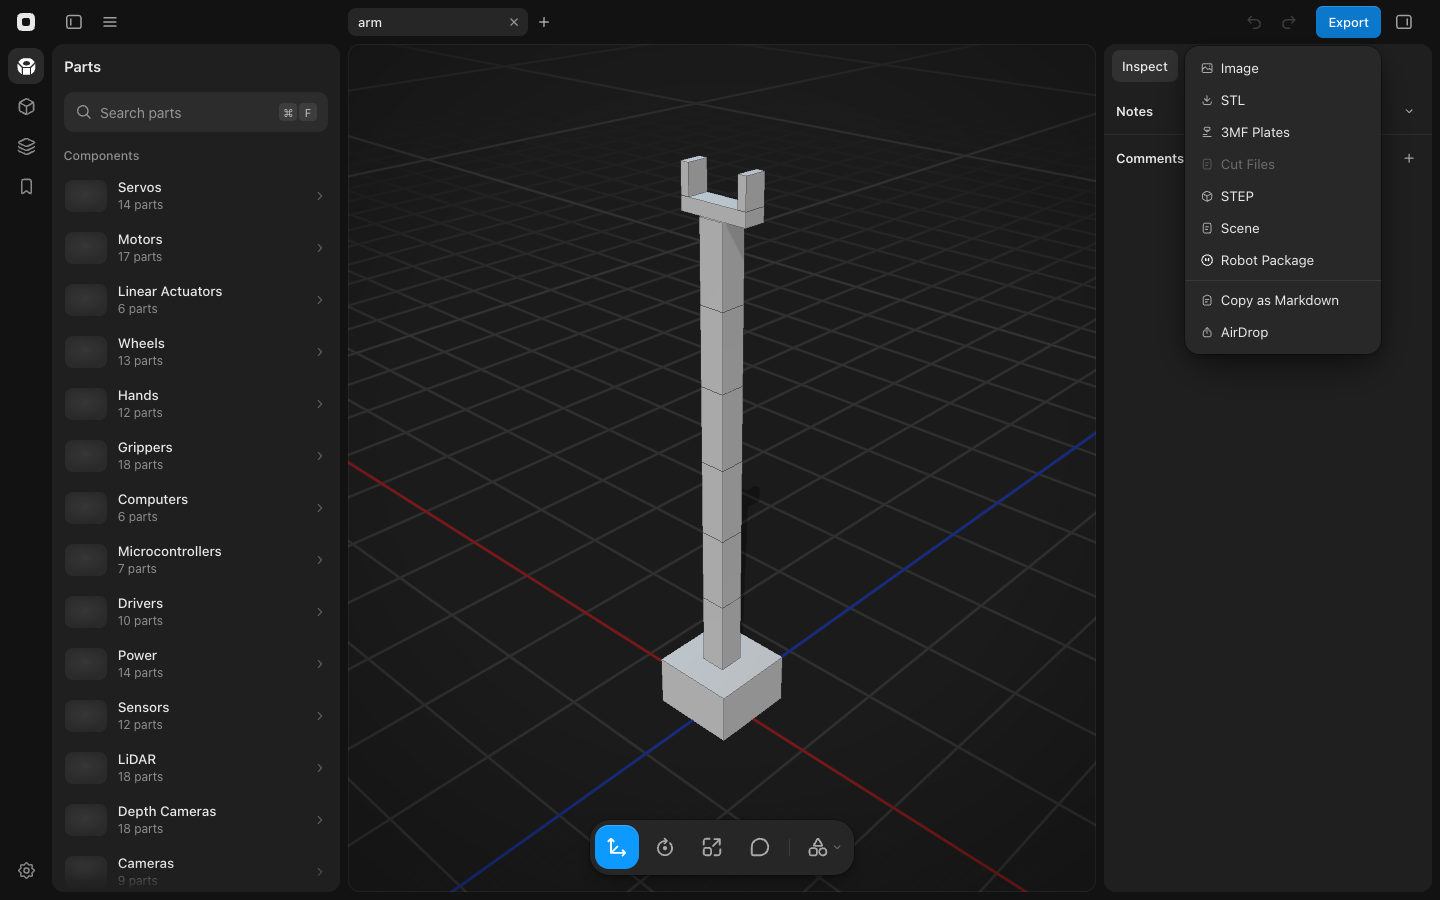 arm
Export
Parts
Search parts
⌘ F
Components
Servos
14 parts
Motors
17 parts
Linear Actuators
6 parts
Wheels
13 parts
Hands
12 parts
Grippers
18 parts
Computers
6 parts
Microcontrollers
7 parts
Drivers
10 parts
Power
14 parts
Sensors
12 parts
LiDAR
18 parts
Depth Cameras
18 parts
Cameras
9 parts
Inspect
Notes
Comments
Image
STL
3MF Plates
Cut Files
STEP
Scene
Robot Package
Copy as Markdown
AirDrop